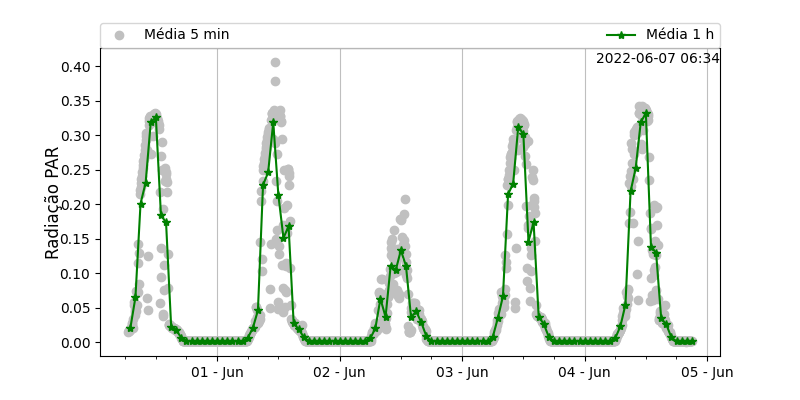 Média 5 min
Média 1 h
2022-06-07 06:34
Radiação PAR
0.40
0.35
0.30
0.25
0.20
0.15
0.10
0.05
0.00
01 - Jun
02 - Jun
03 - Jun
04 - Jun
05 - Jun